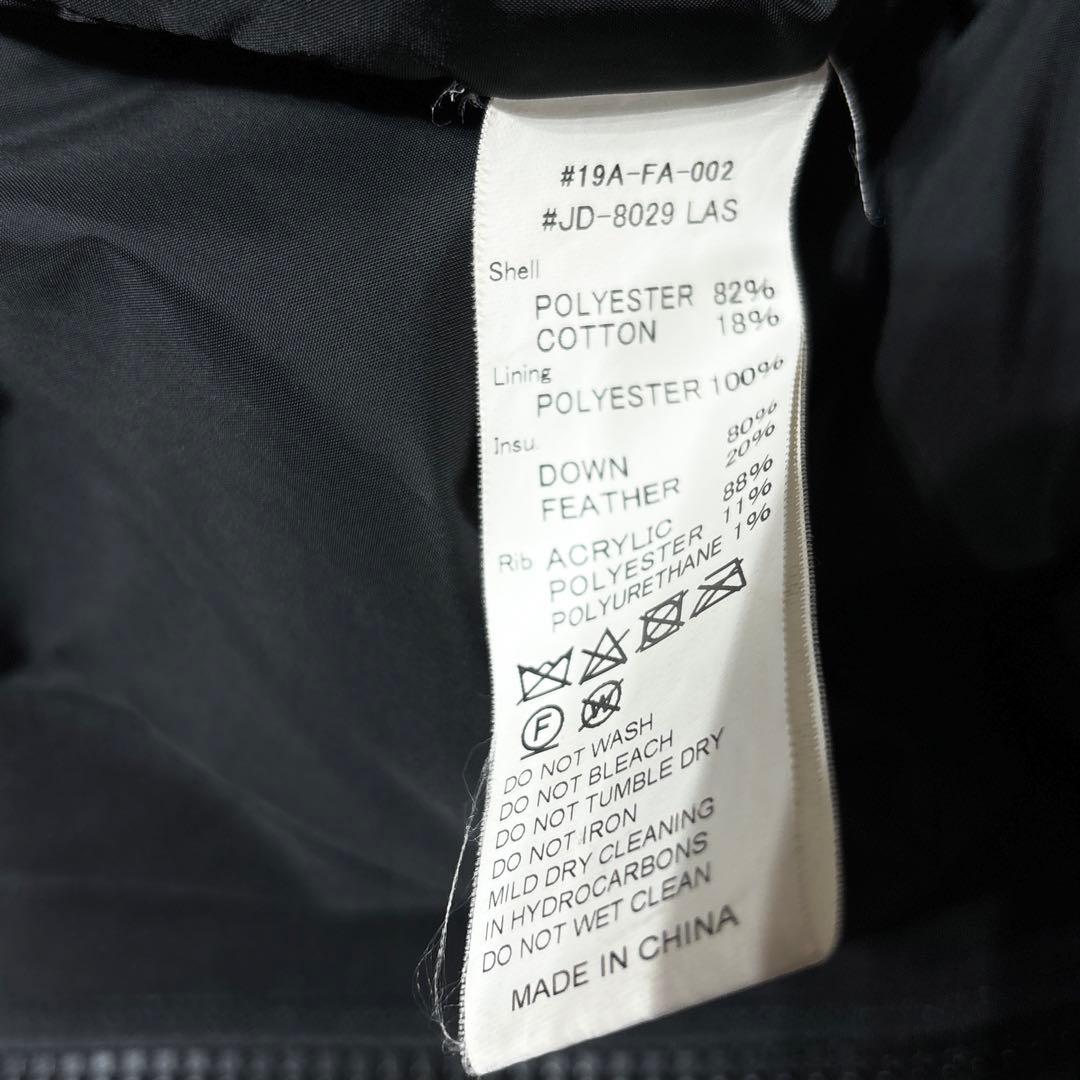 #19A-FA-002
#JD-8029 LAS
Shell
POLYESTER 82%
COTTON 18%
Lining
POLYESTER 100%
Insu.
DOWN 80%
FEATHER 20%
Rib ACRYLIC 88%
POLYESTER 11%
POLYURETHANE 1%
F W
DO NOT WASH
DO NOT BLEACH
DO NOT TUMBLE DRY
DO NOT IRON
MILD DRY CLEANING
IN HYDROCARBONS
DO NOT WET CLEAN
MADE IN CHINA